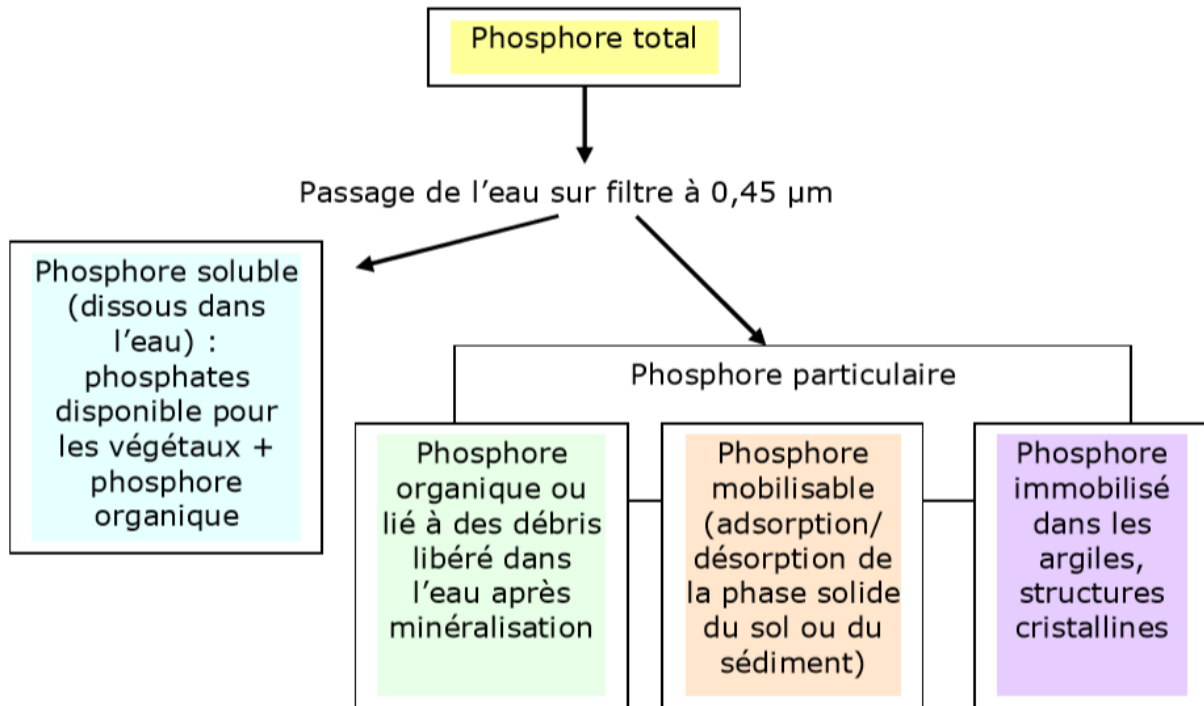 Phosphore total
Passage de l’eau sur filtre à 0,45 µm
Phosphore soluble
(dissous dans
l’eau) :
phosphates
disponible pour
les végétaux +
phosphore
organique
Phosphore particulaire
Phosphore
organique ou
lié à des débris
libéré dans
l’eau après
minéralisation
Phosphore
mobilisable
(adsorption/
désorption de
la phase solide
du sol ou du
sédiment)
Phosphore
immobilisé
dans les
argiles,
structures
cristallines